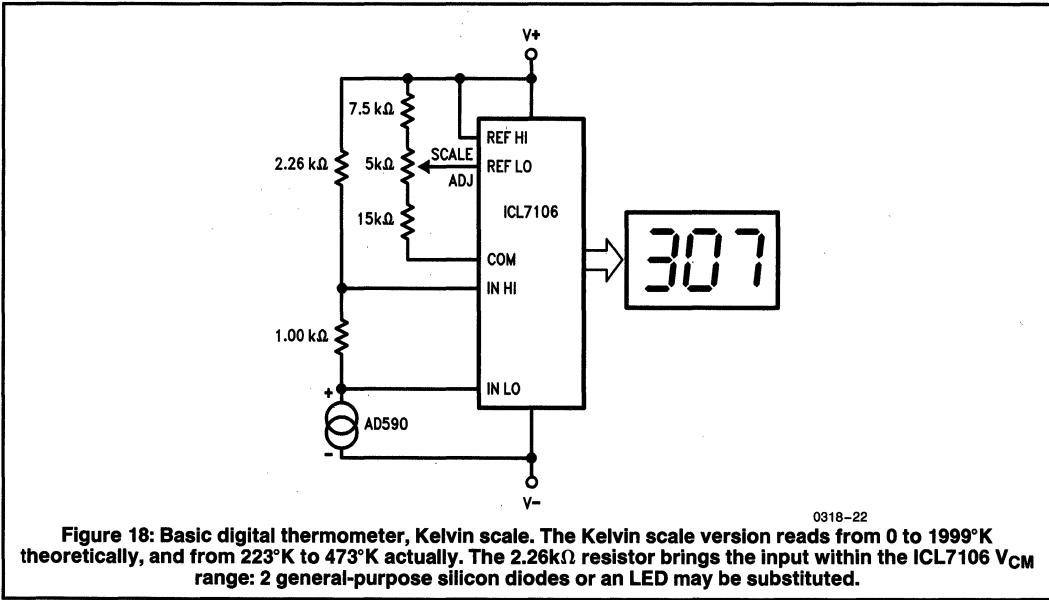 V+
7.5 kΩ
REF HI
2.26 kΩ
5kΩ
SCALE
ADJ
REF LO
15kΩ
ICL7106
COM
IN HI
307
1.00 kΩ
IN LO
+
AD590
-
V-
0318-22
Figure 18: Basic digital thermometer, Kelvin scale. The Kelvin scale version reads from 0 to 1999°K
theoretically, and from 223°K to 473°K actually. The 2.26kΩ resistor brings the input within the ICL7106 VCM
range: 2 general-purpose silicon diodes or an LED may be substituted.